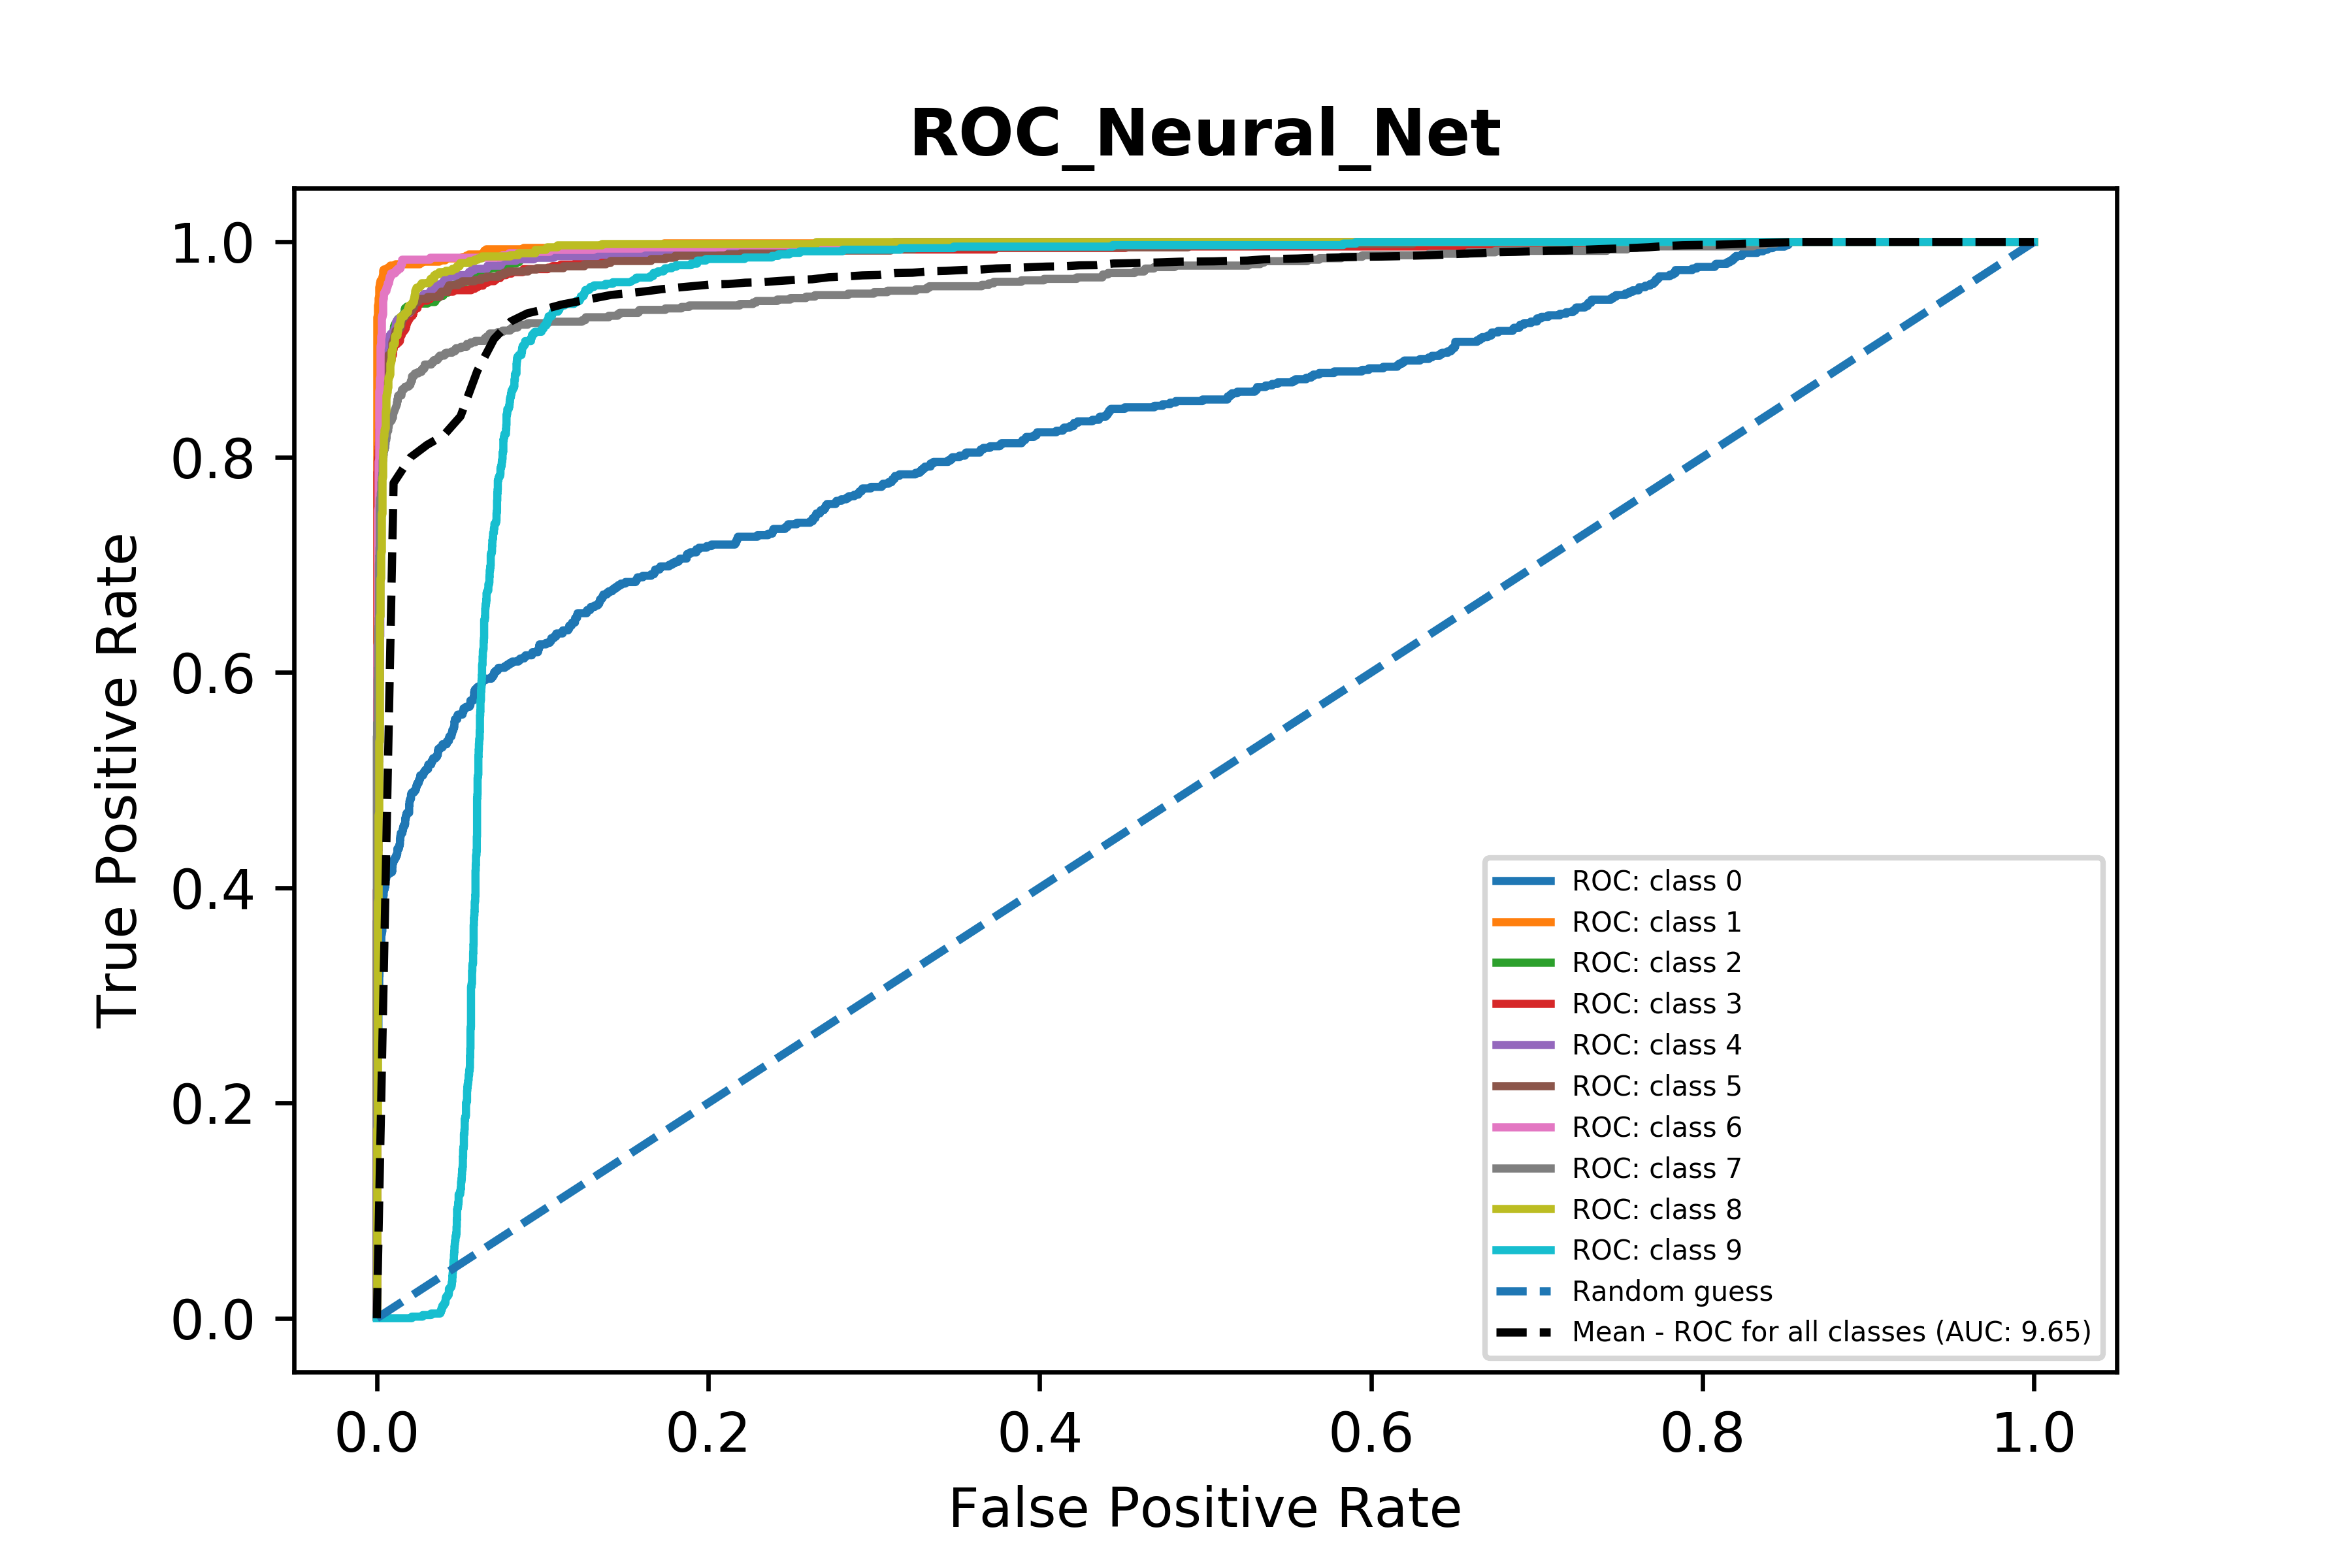 ROC_Neural_Net
True Positive Rate
1.0
0.8
0.6
0.4
0.2
0.0
ROC: class 0
ROC: class 1
ROC: class 2
ROC: class 3
ROC: class 4
ROC: class 5
ROC: class 6
ROC: class 7
ROC: class 8
ROC: class 9
Random guess
Mean - ROC for all classes (AUC: 9.65)
0.0 0.2 0.4 0.6 0.8 1.0
False Positive Rate